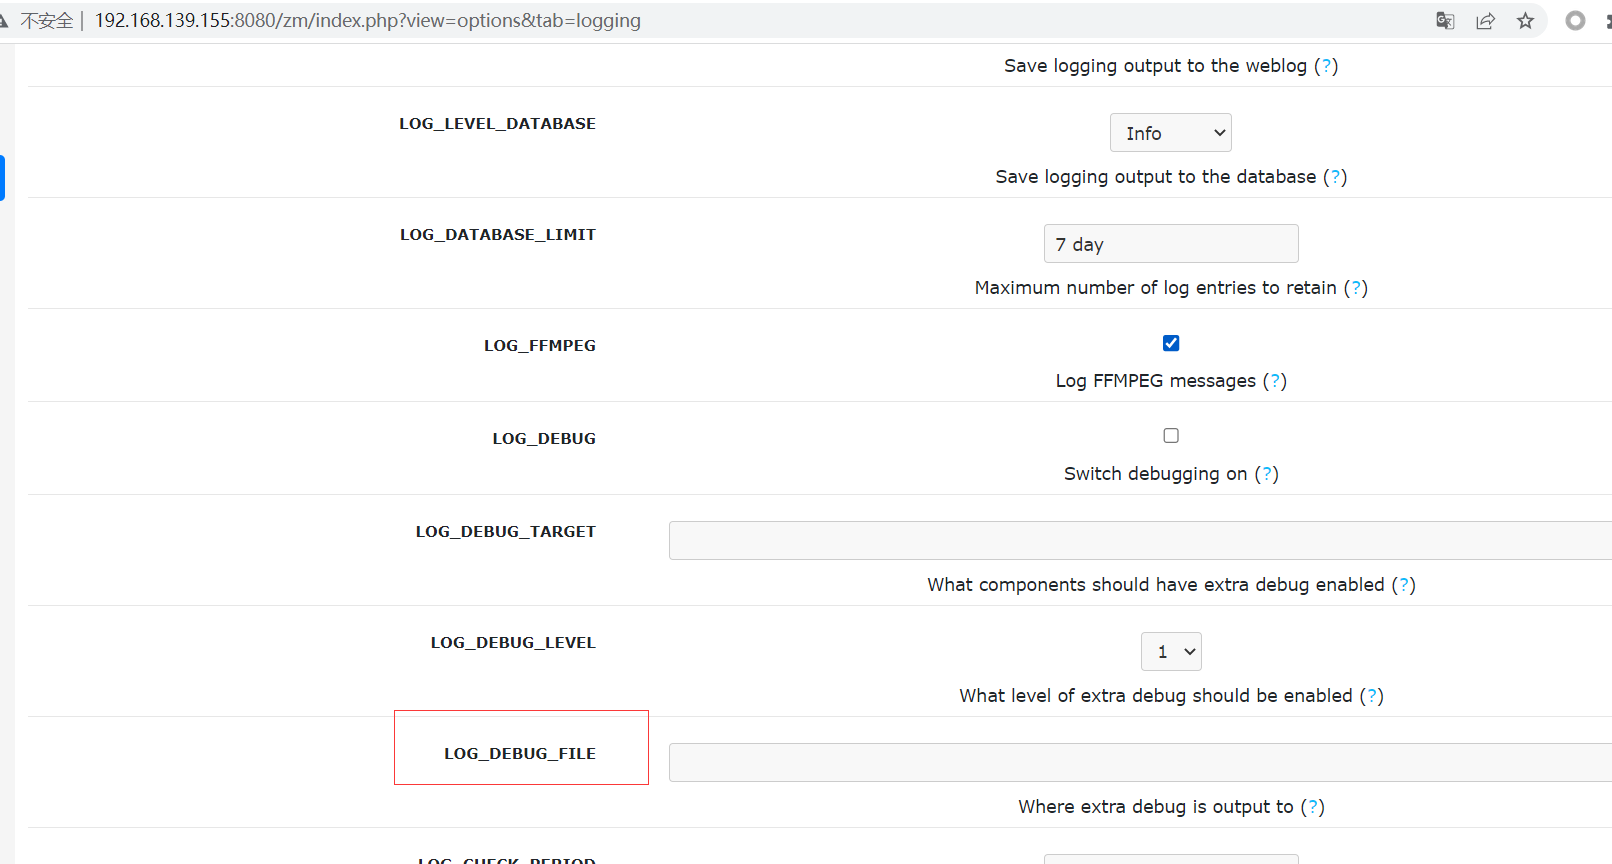 不安全 | 192.168.139.155:8080/zm/index.php?view=options&tab=logging
Save logging output to the weblog (?)
LOG_LEVEL_DATABASE
Info
Save logging output to the database (?)
LOG_DATABASE_LIMIT
7 day
Maximum number of log entries to retain (?)
LOG_FFMPEG
Log FFMPEG messages (?)
LOG_DEBUG
Switch debugging on (?)
LOG_DEBUG_TARGET
What components should have extra debug enabled (?)
LOG_DEBUG_LEVEL
1
What level of extra debug should be enabled (?)
LOG_DEBUG_FILE
Where extra debug is output to (?)
LOG_CHECK_PERIOD